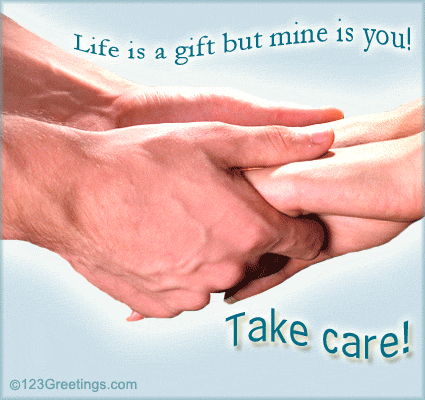 Life is a gift but mine is you!
Take care!
©123Greetings.com